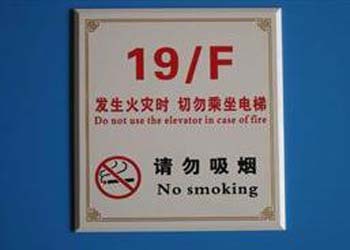 19/F
发生火灾时 切勿乘坐电梯
Do not use the elevator in case of fire
请勿吸烟
No smoking